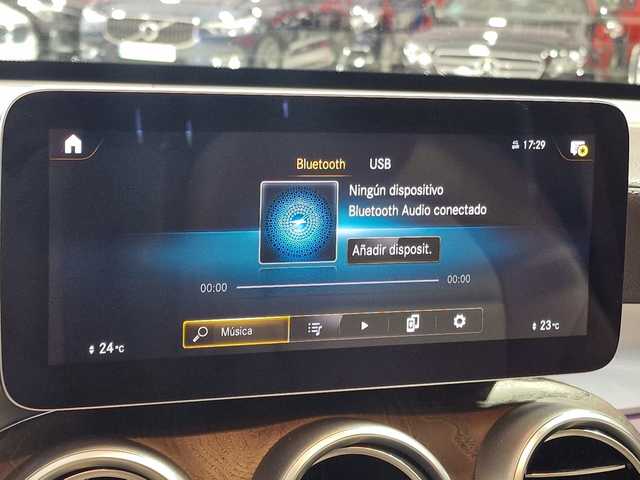 17:29
Bluetooth USB
Ningún dispositivo
Bluetooth Audio conectado
Añadir disposit.
00:00 00:00
Música
24°C 23°C